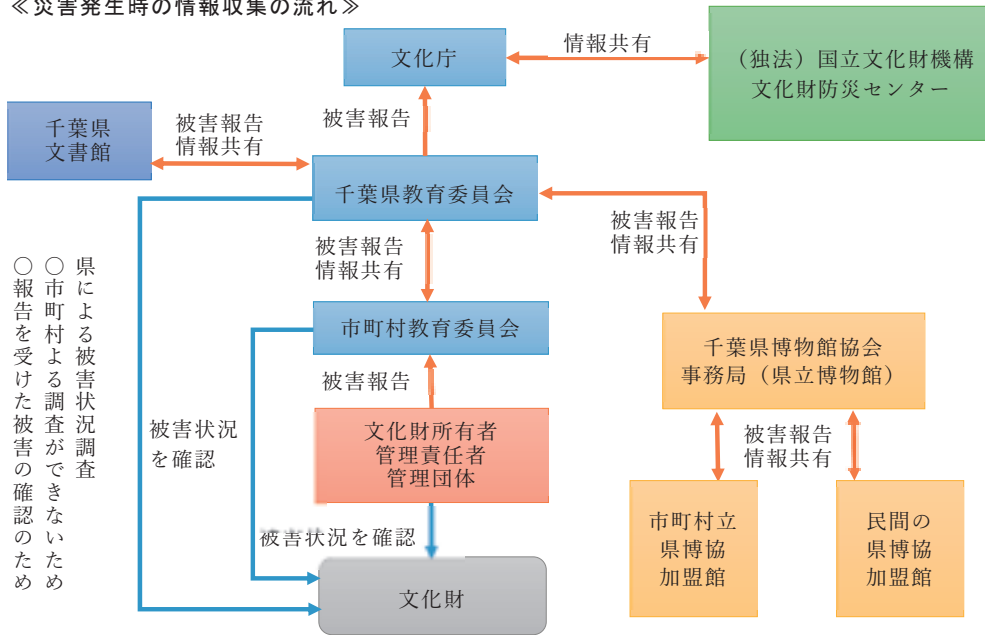 ≪災害発生時の情報収集の流れ≫
文化庁
情報共有
（独法）国立文化財機構
文化財防災センター
被害報告
千葉県
文書館
被害報告
情報共有
千葉県教育委員会
被害報告
情報共有
被害報告
情報共有
市町村教育委員会
千葉県博物館協会
事務局（県立博物館）
被害報告
文化財所有者
管理責任者
管理団体
被害報告
情報共有
市町村立
県博協
加盟館
民間の
県博協
加盟館
県による被害状況調査
○市町村よる調査ができないため
○報告を受けた被害の確認のため
被害状況
を確認
被害状況を確認
文化財